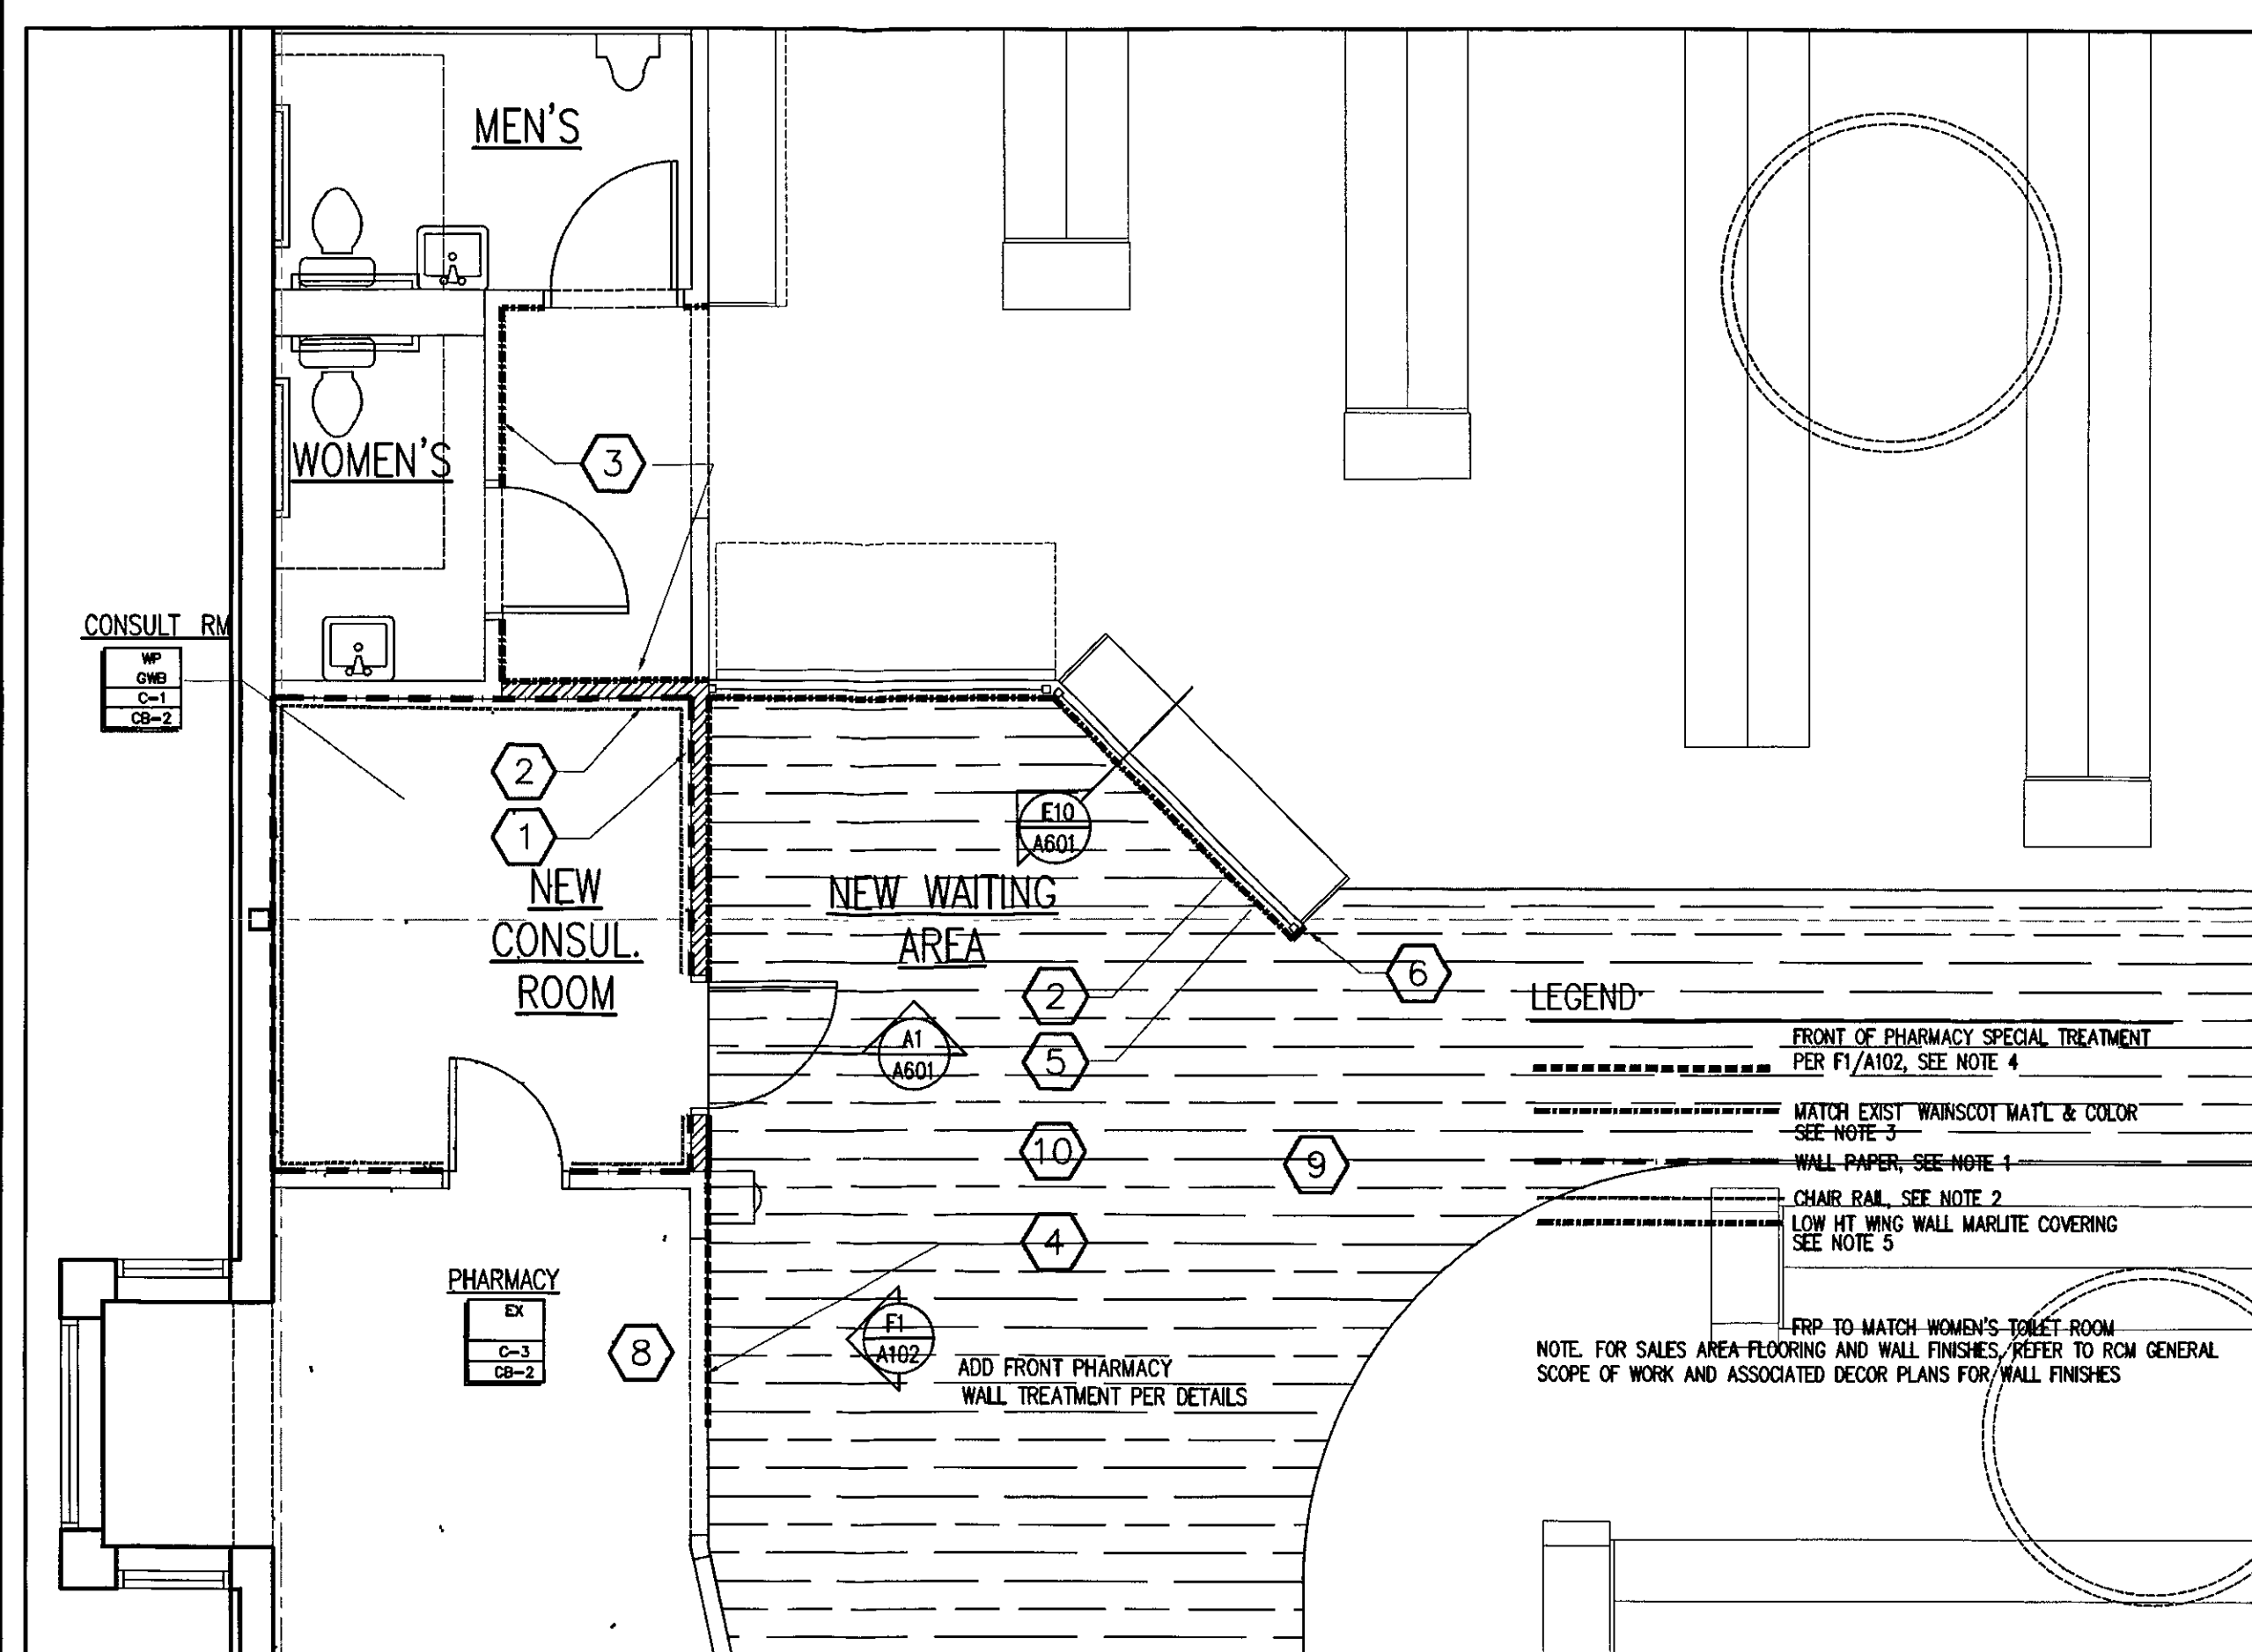 MEN'S
WOMEN'S
3
CONSULT RM
WP
GWB
C-1
CB-2
2
1
NEW
CONSUL.
ROOM
E10
A601
NEW WAITING
AREA
A1
A601
2
5
6
10
9
4
LEGEND
FRONT OF PHARMACY SPECIAL TREATMENT
PER F1/A102, SEE NOTE 4
MATCH EXIST WAINSCOT MAT'L & COLOR
SEE NOTE 3
WALL PAPER, SEE NOTE 1
CHAIR RAIL, SEE NOTE 2
LOW HT WING WALL MARLITE COVERING
SEE NOTE 5
FRP TO MATCH WOMEN'S TOILET ROOM
NOTE. FOR SALES AREA FLOORING AND WALL FINISHES, REFER TO RCM GENERAL
SCOPE OF WORK AND ASSOCIATED DECOR PLANS FOR WALL FINISHES
PHARMACY
EX
C-3
CB-2
8
F1
A102
ADD FRONT PHARMACY
WALL TREATMENT PER DETAILS